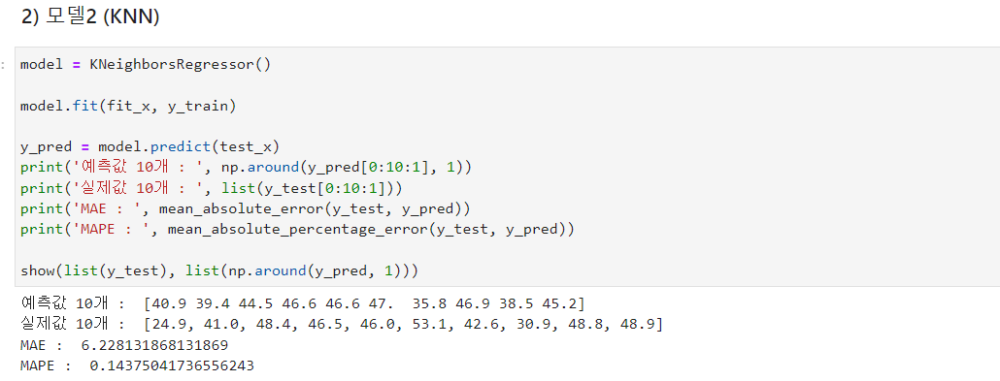 2) 모델2 (KNN)
:
model = KNeighborsRegressor()
model.fit(fit_x, y_train)
y_pred = model.predict(test_x)
print('예측값 10개 : ', np.around(y_pred[0:10:1], 1))
print('실제값 10개 : ', list(y_test[0:10:1]))
print('MAE : ', mean_absolute_error(y_test, y_pred))
print('MAPE : ', mean_absolute_percentage_error(y_test, y_pred))
show(list(y_test), list(np.around(y_pred, 1)))
예측값 10개 :  [40.9 39.4 44.5 46.6 46.6 47.  35.8 46.9 38.5 45.2]
실제값 10개 :  [24.9, 41.0, 48.4, 46.5, 46.0, 53.1, 42.6, 30.9, 48.8, 48.9]
MAE :  6.228131868131869
MAPE :  0.14375041736556243